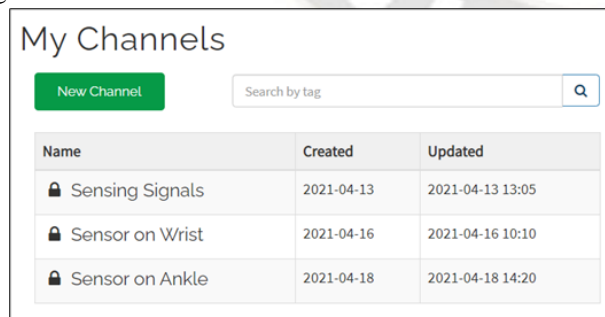 My Channels
New Channel Search by tag
Name Created Updated
Sensing Signals 2021-04-13 2021-04-13 13:05
Sensor on Wrist 2021-04-16 2021-04-16 10:10
Sensor on Ankle 2021-04-18 2021-04-18 14:20